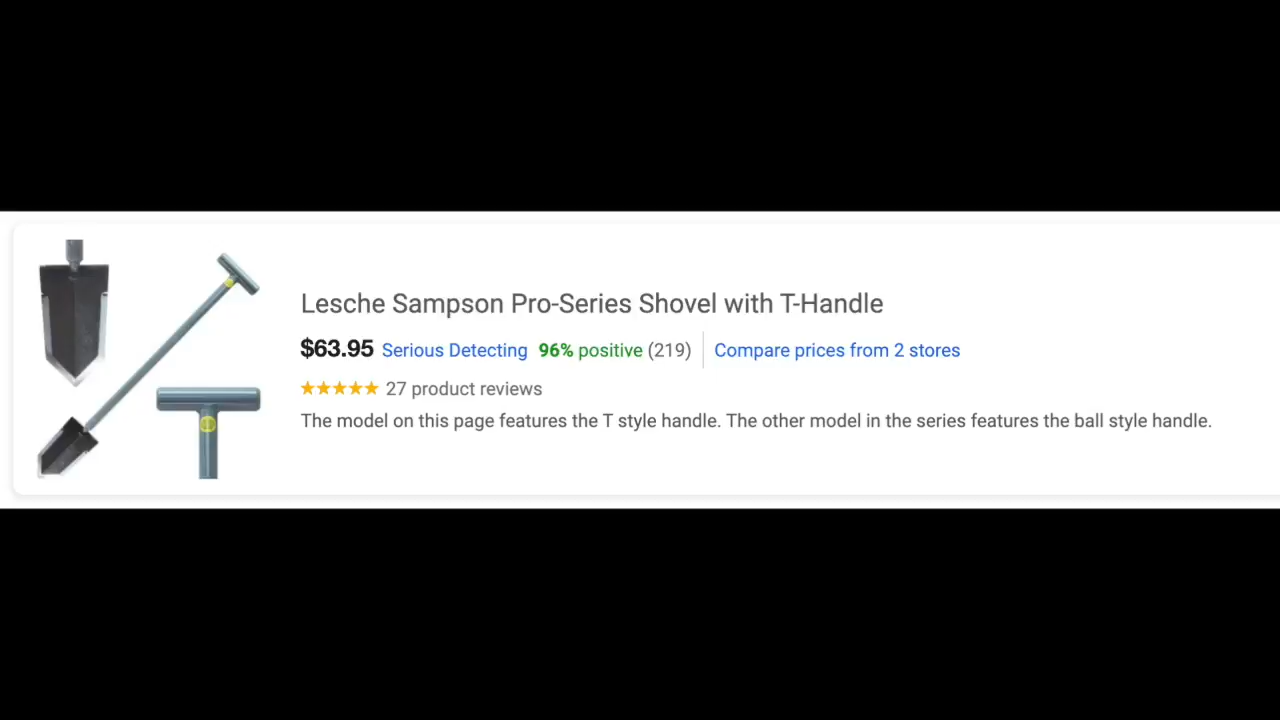 Lesche Sampson Pro-Series Shovel with T-Handle
$63.95 Serious Detecting 96% positive (219) Compare prices from 2 stores
27 product reviews
The model on this page features the T style handle. The other model in the series features the ball style handle.